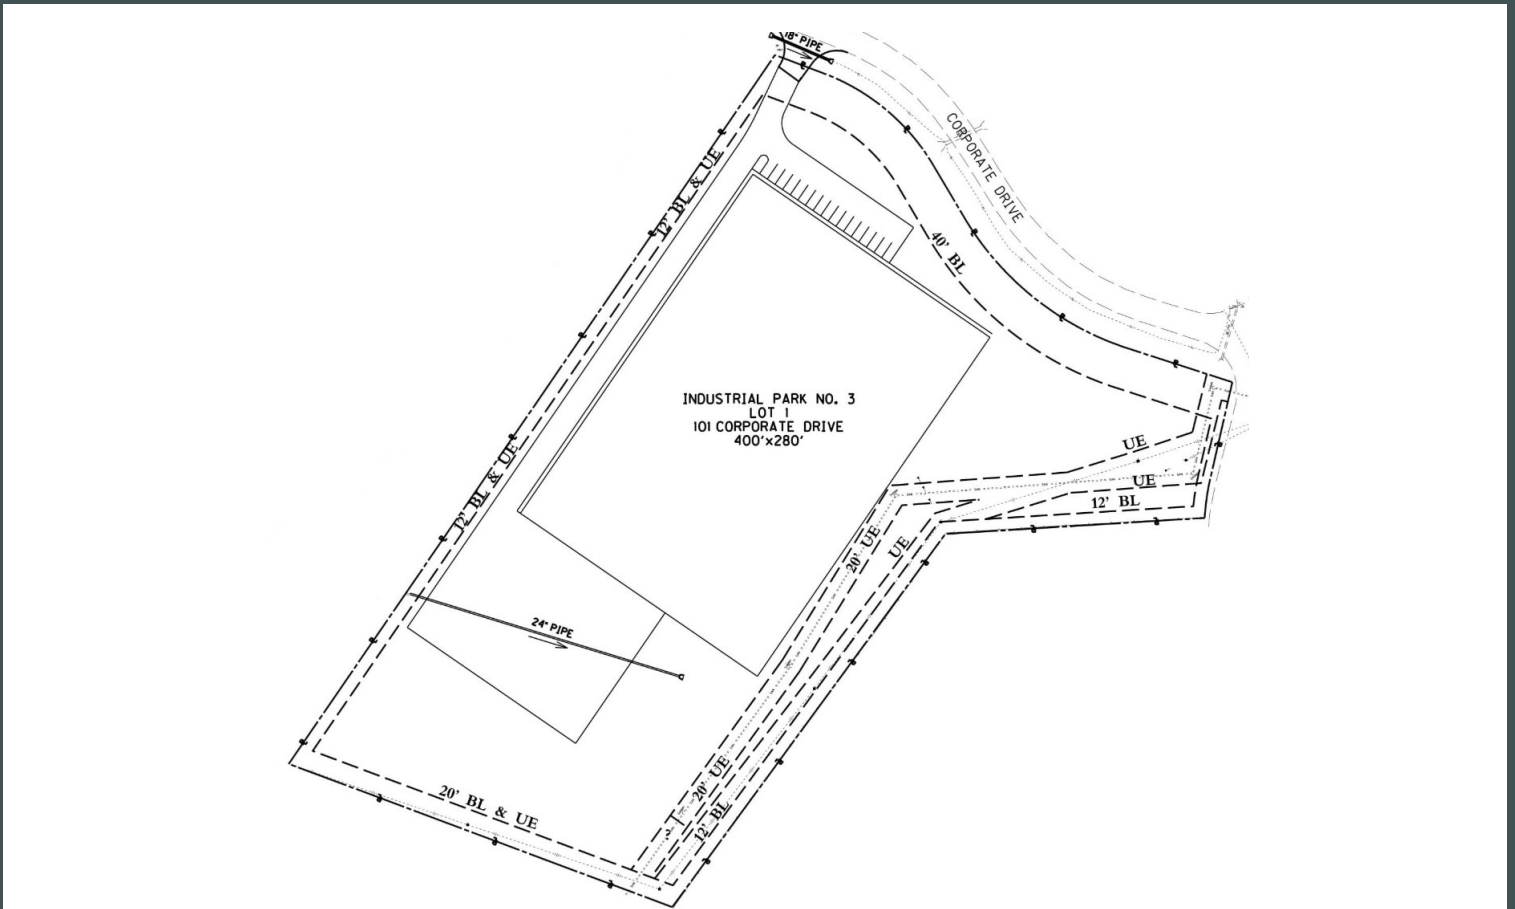 18" PIPE
CORPORATE DRIVE
12' BL & UE
40' BL
INDUSTRIAL PARK NO. 3
LOT 1
101 CORPORATE DRIVE
400'x280'
UE
12' BL & UE
UE
12' BL
20' UE
UE
24" PIPE
20' UE
20' BL & UE
12' BL